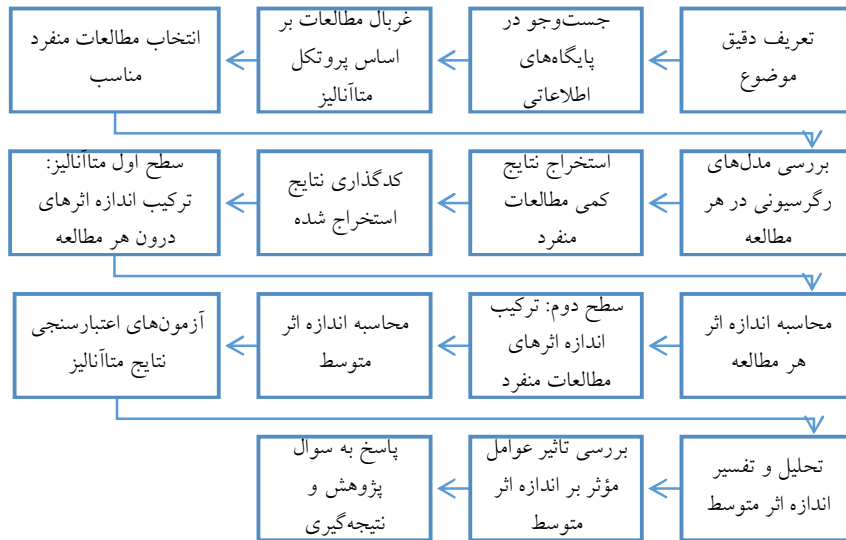 تعریف دقیق
موضوع
جست‌وجو در
پایگاه‌های
اطلاعاتی
غربال مطالعات بر
اساس پروتکل
متاآنالیز
انتخاب مطالعات منفرد
مناسب
بررسی مدل‌های
رگرسیونی در هر
مطالعه
استخراج نتایج
کمی مطالعات
منفرد
کدگذاری نتایج
استخراج شده
سطح اول متاآنالیز:
ترکیب اندازه اثرهای
درون هر مطالعه
محاسبه اندازه اثر
هر مطالعه
سطح دوم: ترکیب
اندازه اثرهای
مطالعات منفرد
محاسبه اندازه اثر
متوسط
آزمون‌های اعتبارسنجی
نتایج متاآنالیز
تحلیل و تفسیر
اندازه اثر متوسط
بررسی تاثیر عوامل
مؤثر بر اندازه اثر
متوسط
پاسخ به سوال
پژوهش و
نتیجه‌گیری